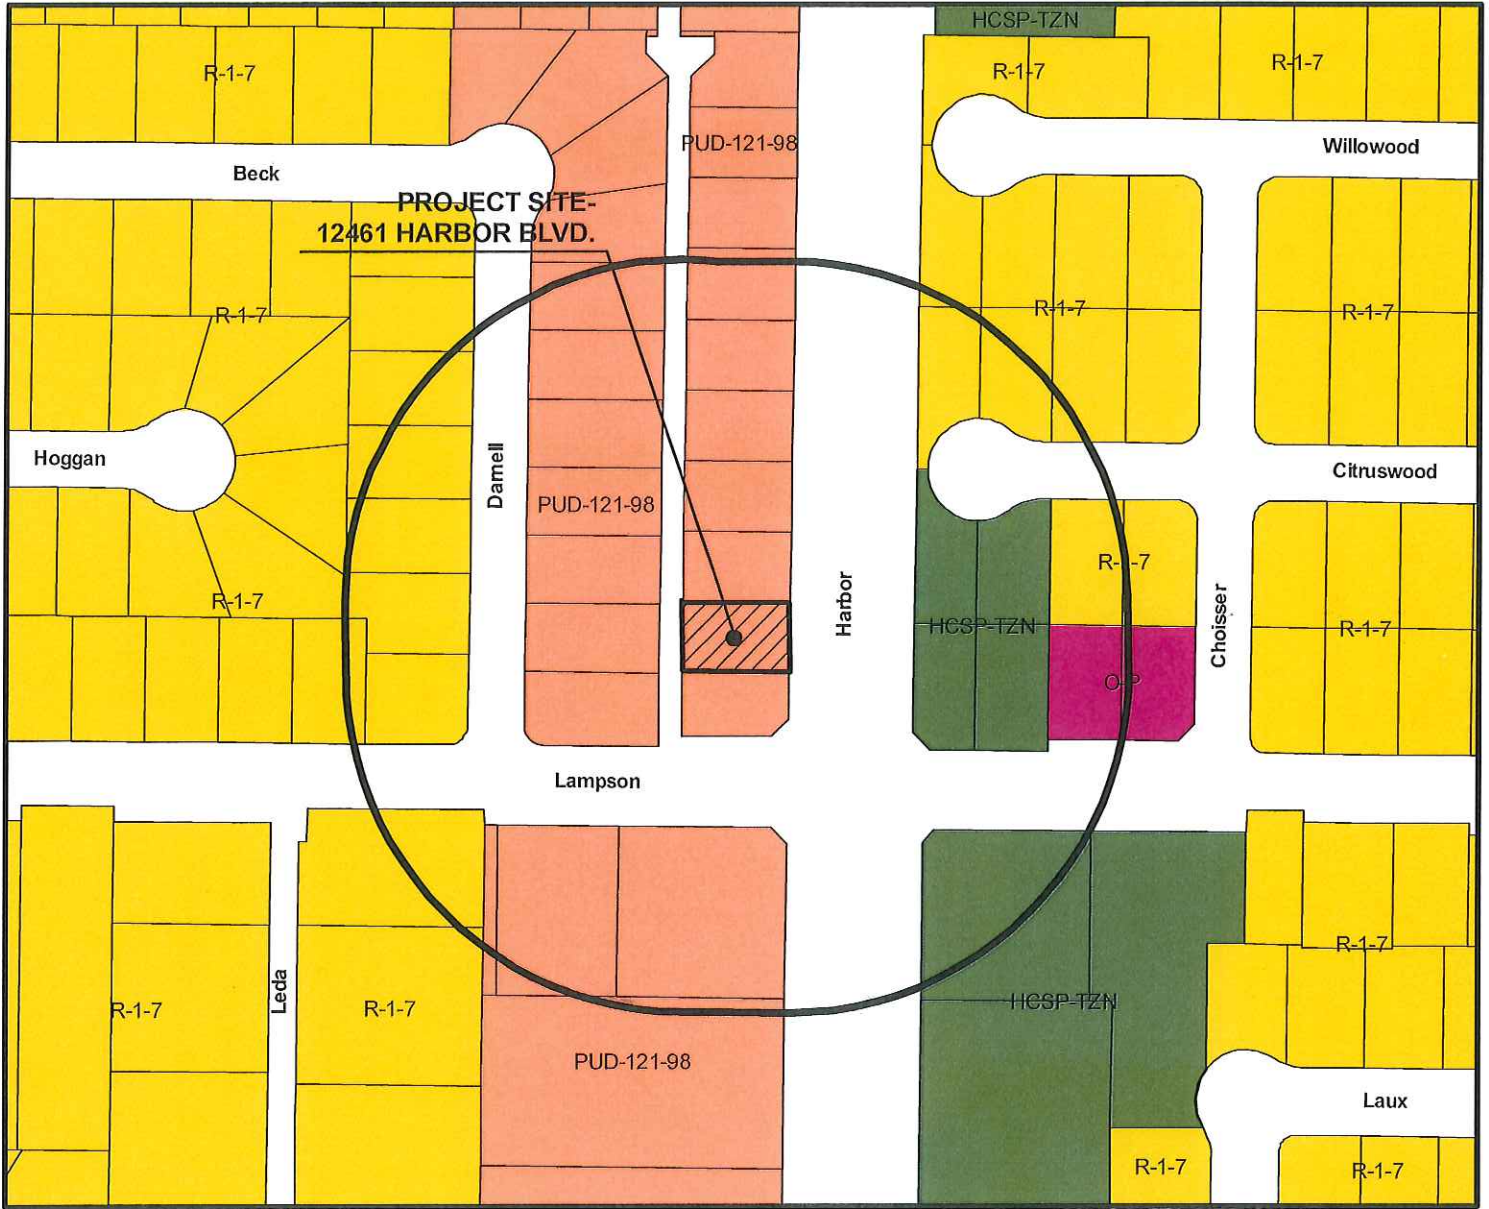 HCSP-TZN
R-1-7
R-1-7
R-1-7
PUD-121-98
Willowood
Beck
PROJECT SITE-
12461 HARBOR BLVD.
R-1-7
R-1-7
R-1-7
Hoggan
Darnell
Citruswood
PUD-121-98
R-1-7
Harbor
R-1-7
HCSP-TZN
Choisser
R-1-7
O-P
Lampson
R-1-7
Leda
R-1-7
R-1-7
HCSP-TZN
PUD-121-98
Laux
R-1-7
R-1-7